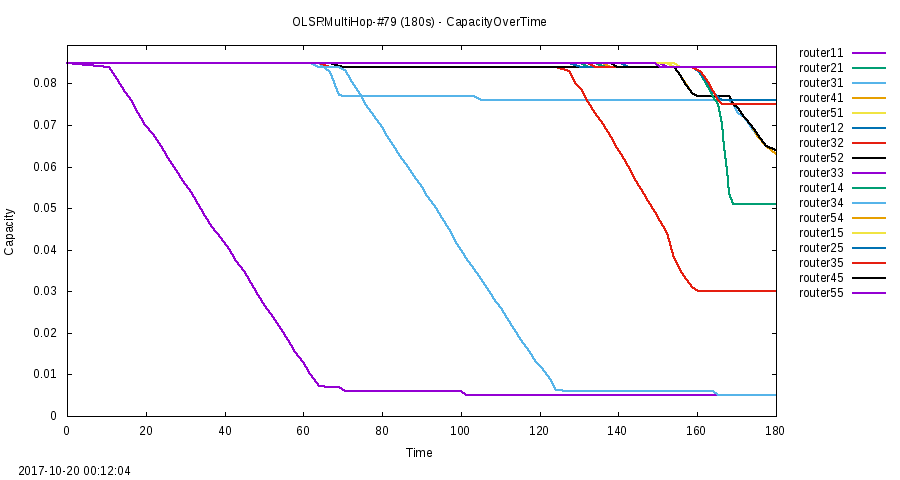 OLSRMultiHop-#79 (180s) - CapacityOverTime
router11
router21
router31
router41
router51
router12
router32
router52
router33
router14
router34
router54
router15
router25
router35
router45
router55
0.08
0.07
0.06
0.05
0.04
0.03
0.02
0.01
0
Capacity
0 20 40 60 80 100 120 140 160 180
Time
2017-10-20 00:12:04